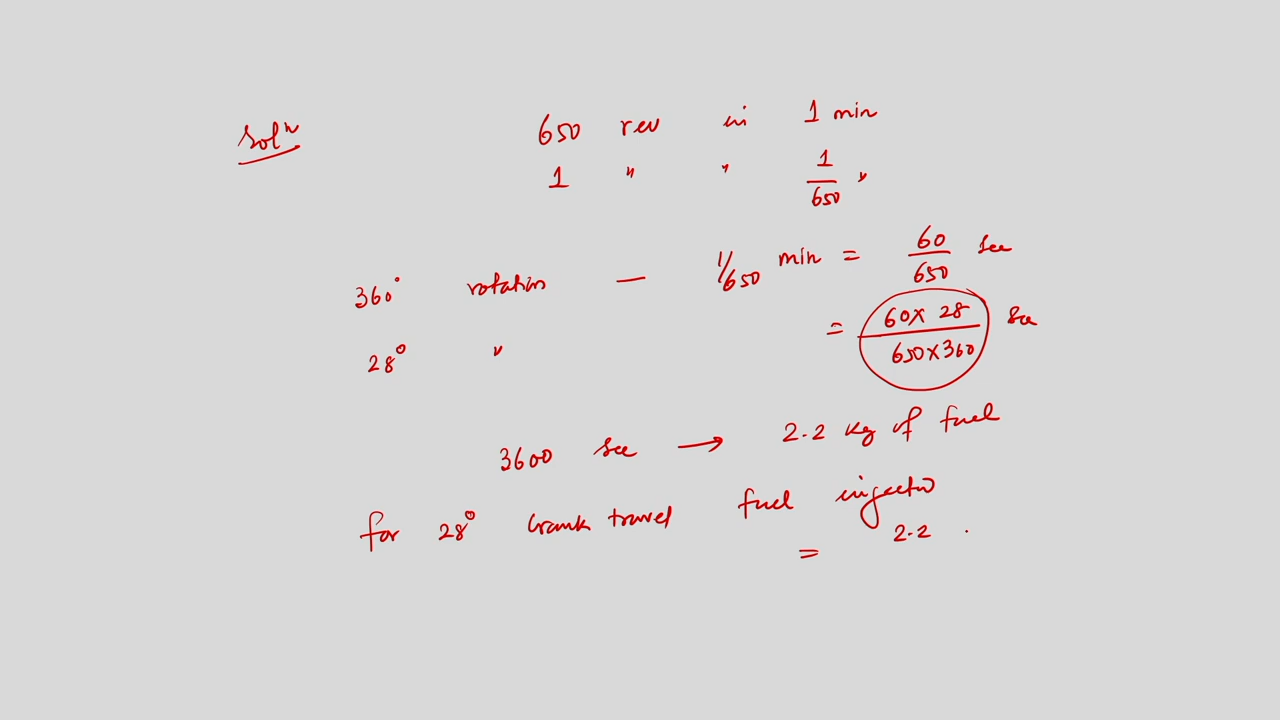 Solⁿ
650 rev in 1 min
1 " " 1/650 "
360° rotation — 1/650 min = 60/650 sec
28° " = 60 x 28 / 650 x 360 sec
3600 sec → 2.2 kg of fuel
for 28° crank travel fuel injected
= 2.2 .